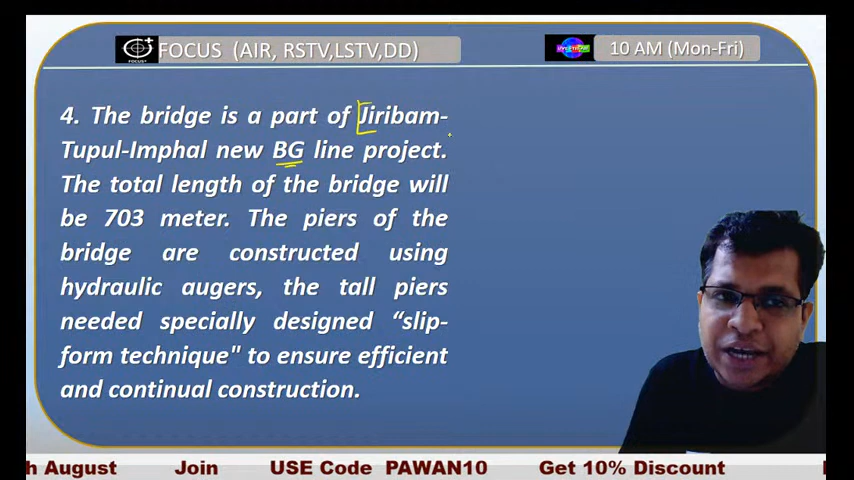 FOCUS (AIR, RSTV,LSTV,DD)
10 AM (Mon-Fri)
4. The bridge is a part of Jiribam-
Tupul-Imphal new BG line project.
The total length of the bridge will
be 703 meter. The piers of the
bridge are constructed using
hydraulic augers, the tall piers
needed specially designed “slip-
form technique" to ensure efficient
and continual construction.
h August Join USE Code PAWAN10 Get 10% Discount